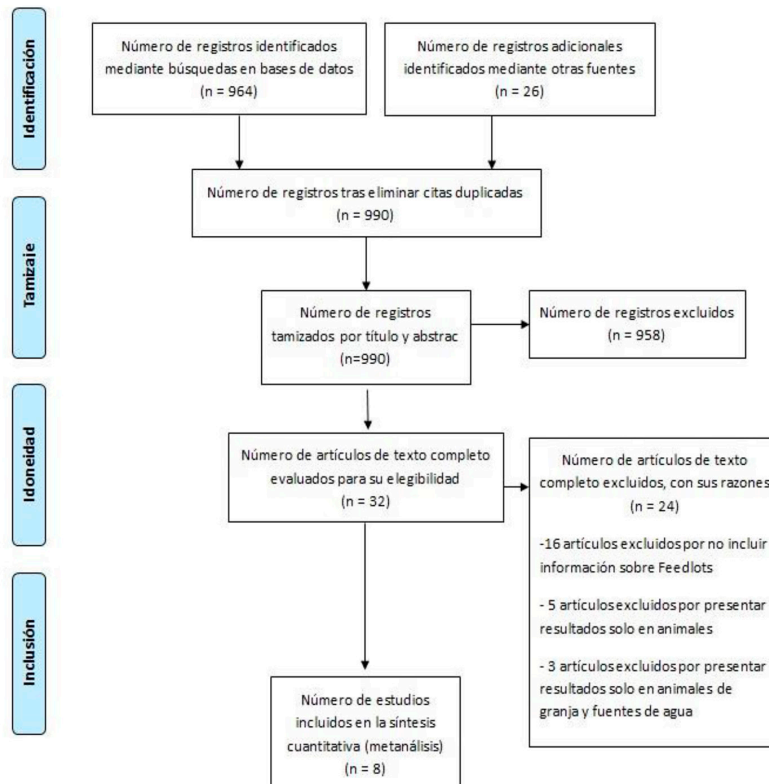 Identificación
Número de registros identificados
mediante búsquedas en bases de datos
(n = 964)
Número de registros adicionales
identificados mediante otras fuentes
(n = 26)
Número de registros tras eliminar citas duplicadas
(n = 990)
Tamizaje
Número de registros
tamizados por título y abstrac
(n=990)
Número de registros excluidos
(n = 958)
Idoneidad
Número de artículos de texto completo
evaluados para su elegibilidad
(n = 32)
Número de artículos de texto
completo excluidos, con sus razones
(n = 24)
-16 artículos excluidos por no incluir
información sobre Feedlots
- 5 artículos excluidos por presentar
resultados solo en animales
- 3 artículos excluidos por presentar
resultados solo en animales de
granja y fuentes de agua
Inclusión
Número de estudios
incluidos en la síntesis
cuantitativa (metanálisis)
(n = 8)